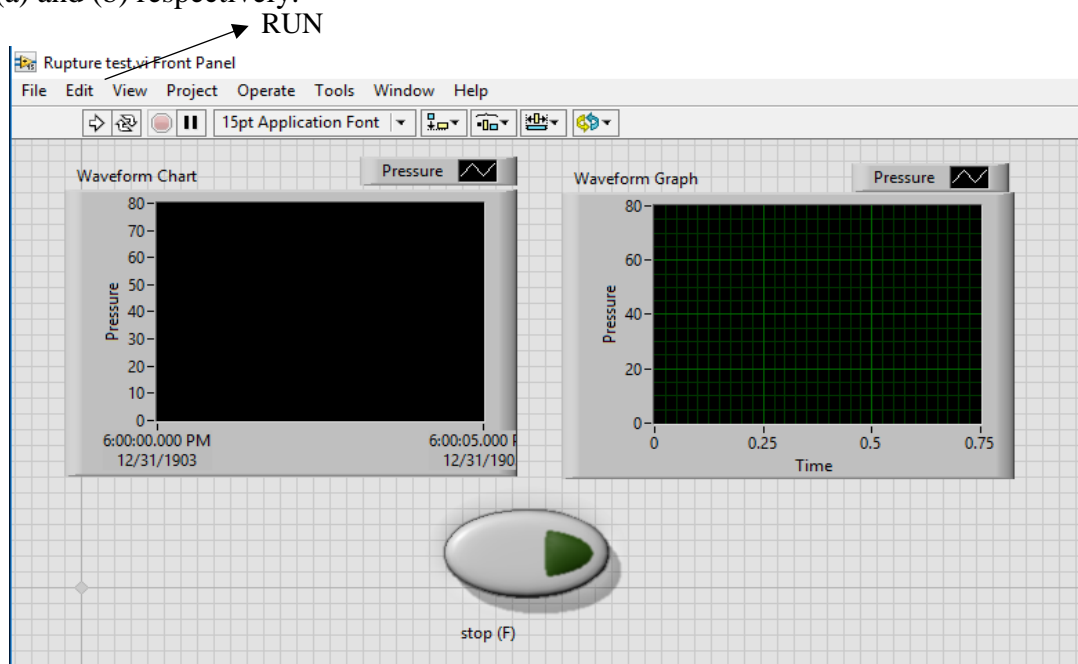 (a) and (b) respectively.
RUN
Rupture test.vi Front Panel
File Edit View Project Operate Tools Window Help
15pt Application Font
Waveform Chart
Pressure
80
70
60
50
40
30
20
10
0
Pressure
6:00:00.000 PM
12/31/1903
6:00:05.000 P
12/31/190
Waveform Graph
Pressure
80
60
40
20
0
Pressure
0 0.25 0.5 0.75
Time
stop (F)